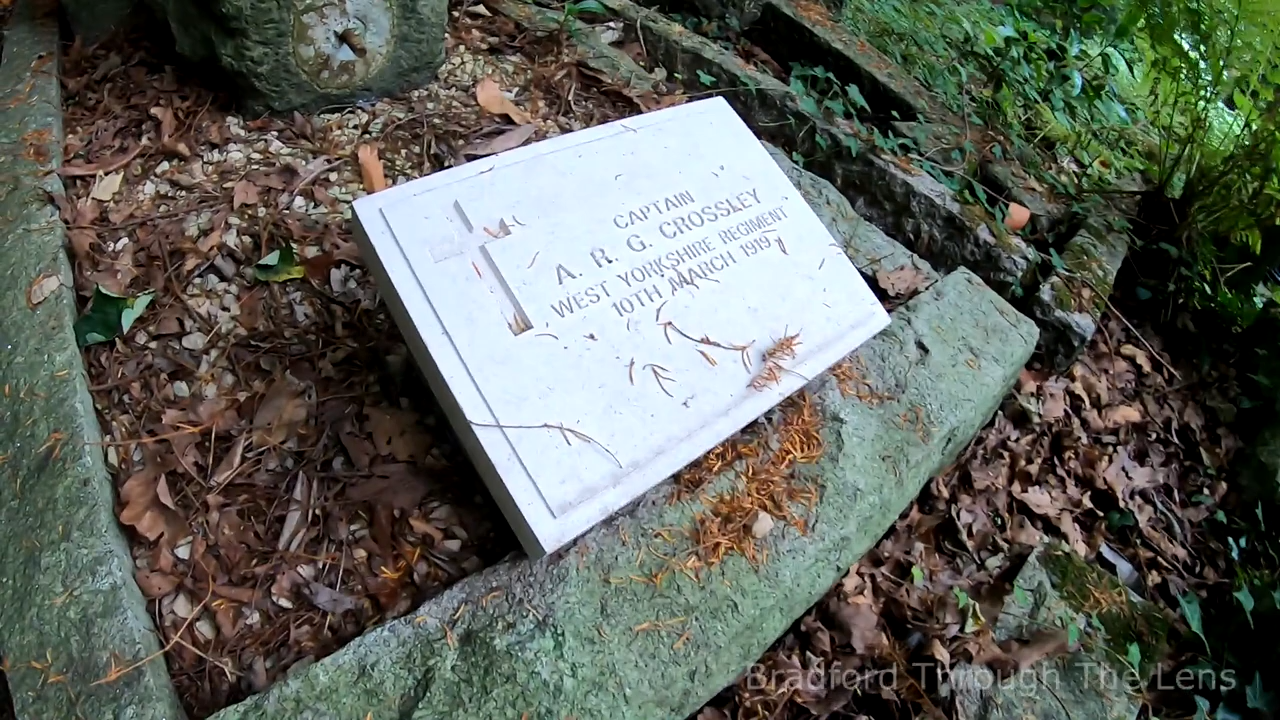 CAPTAIN
A. R. G. CROSSLEY
WEST YORKSHIRE REGIMENT
10TH MARCH 1919
Bradford Through The Lens